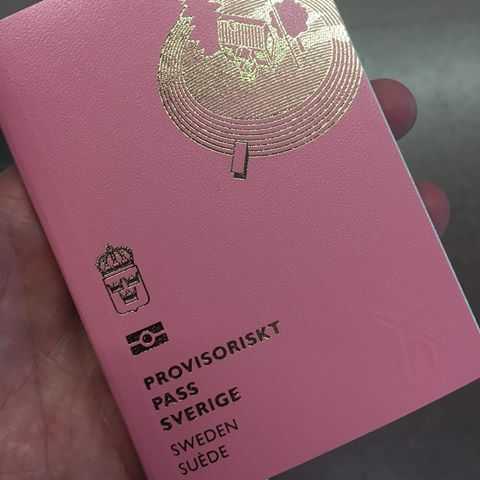 PROVISORISKT
PASS
SVERIGE
SWEDEN
SUÈDE